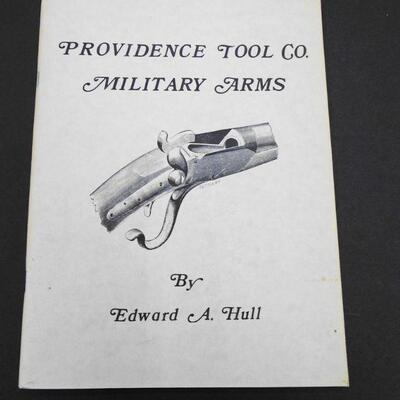 PROVIDENCE TOOL CO.
MILITARY ARMS
By
Edward A. Hull